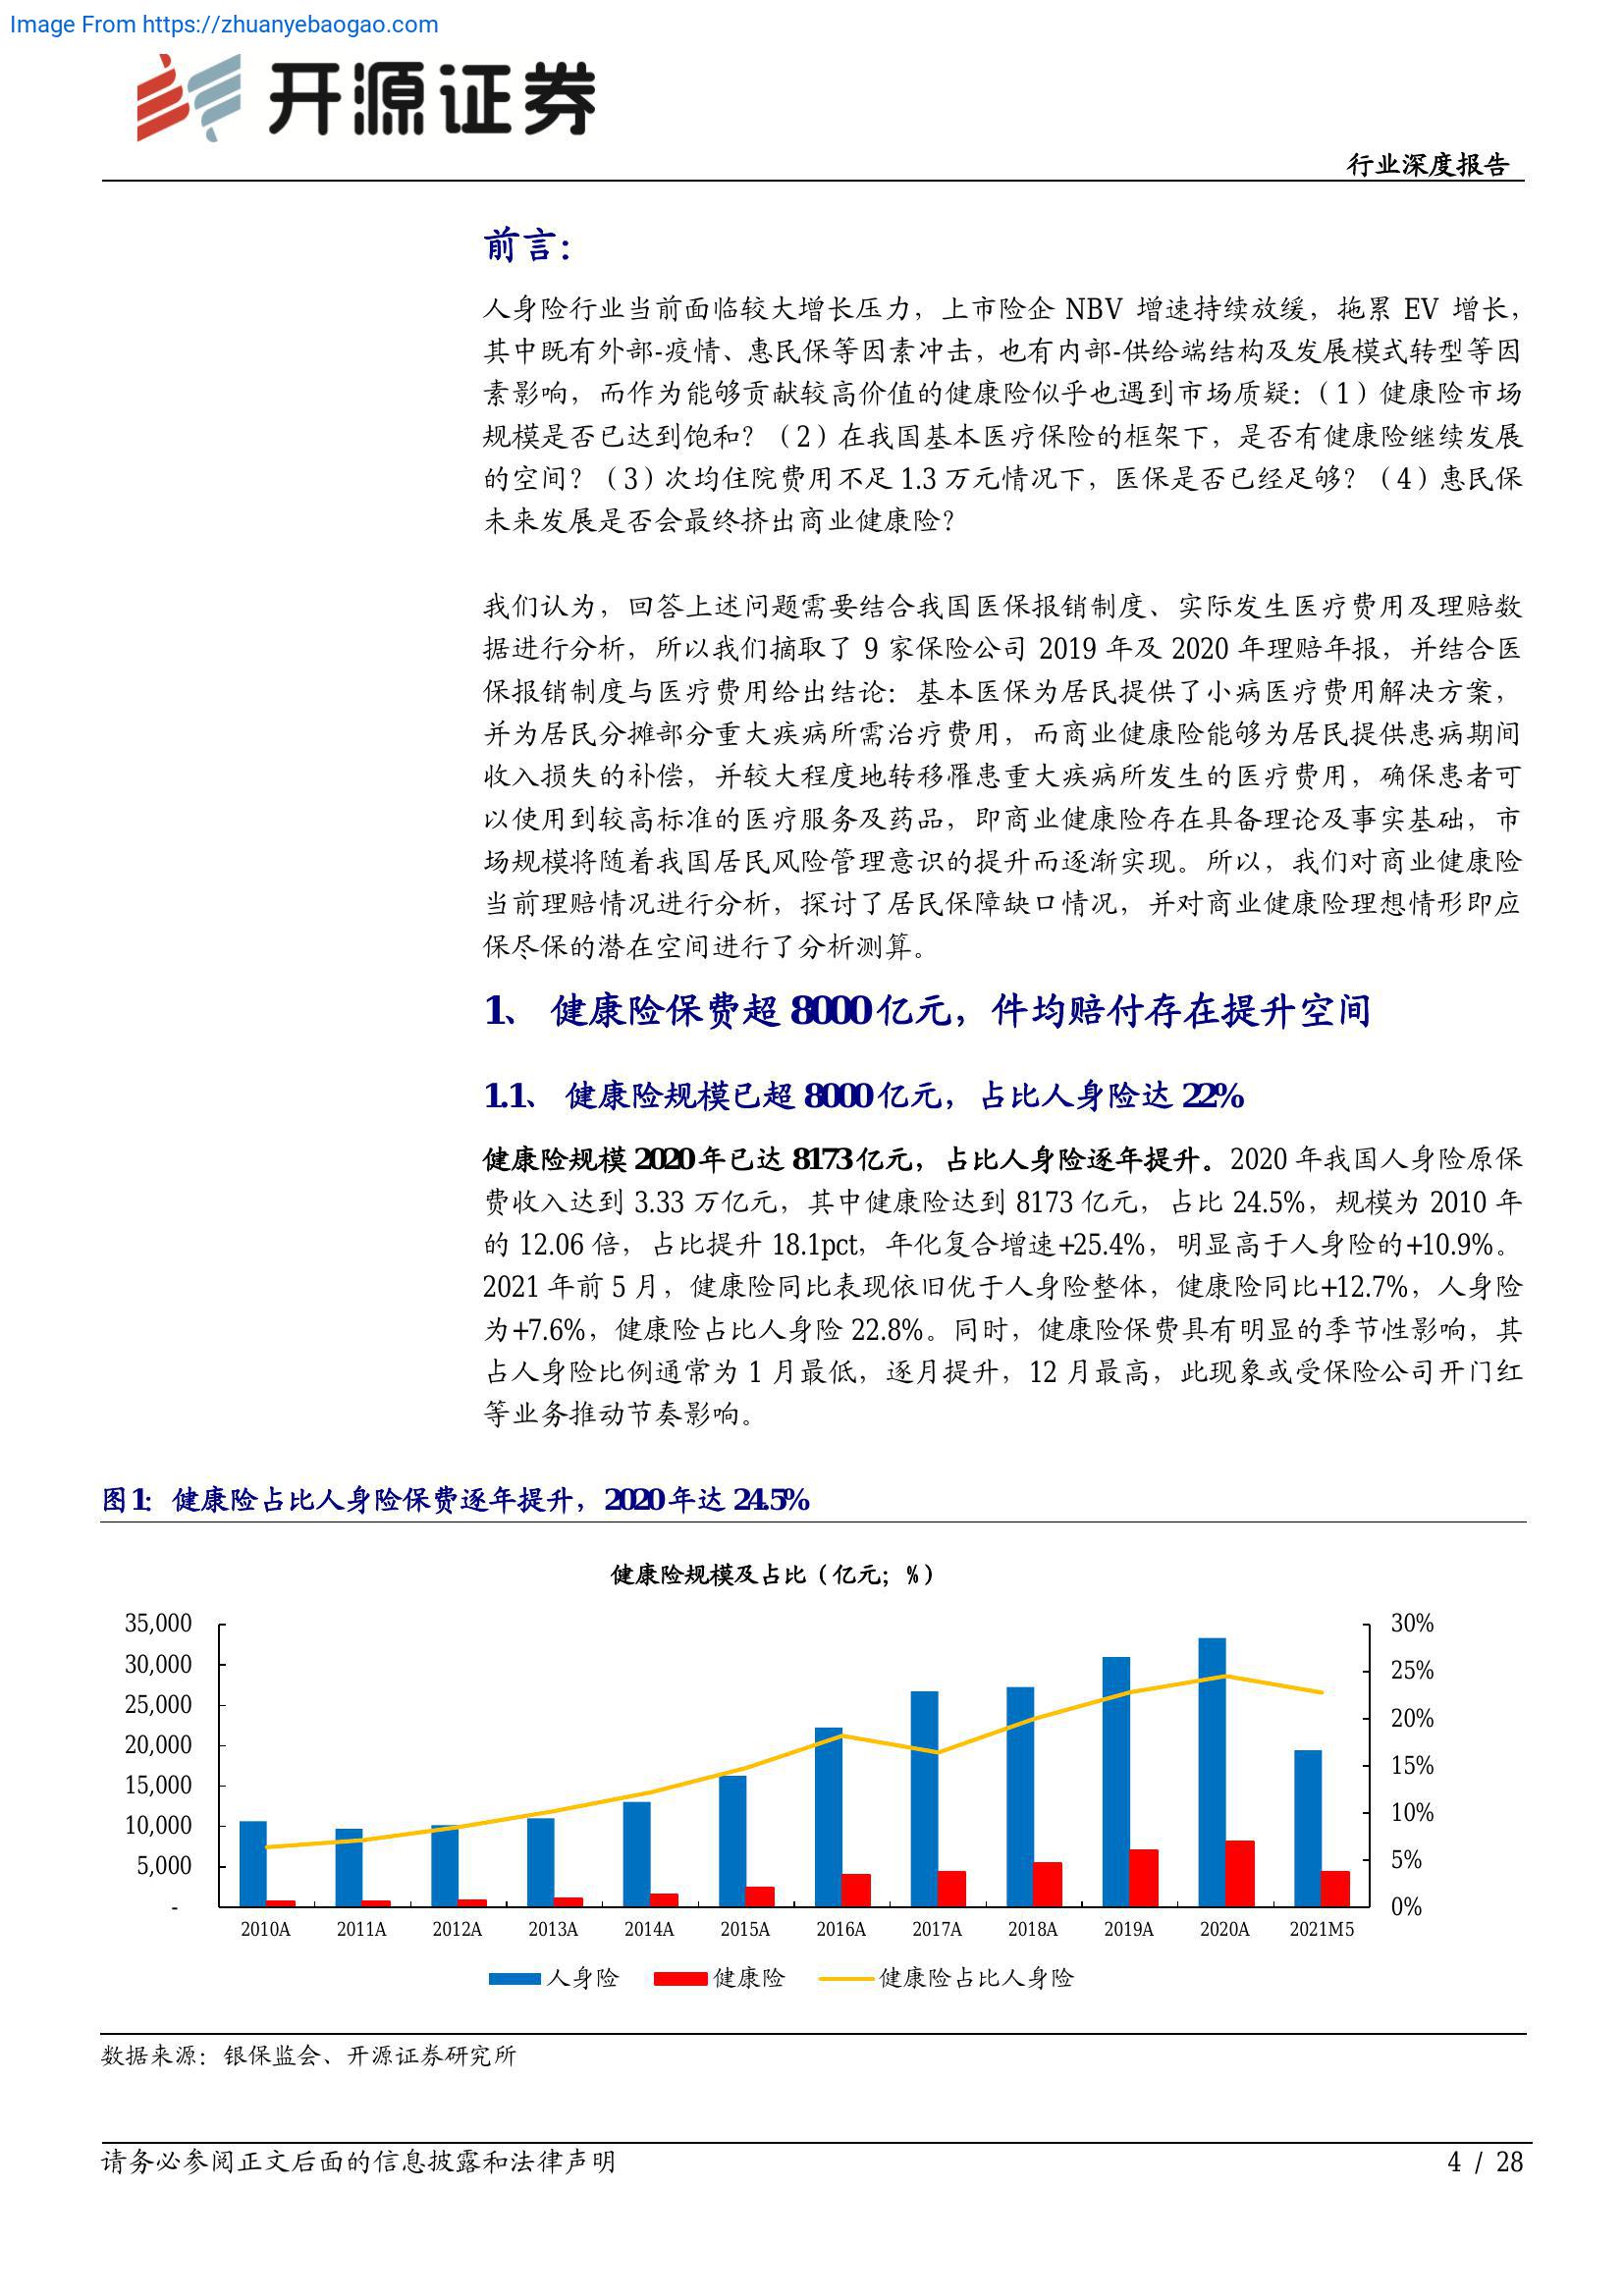 Image From https://zhuanyebaogao.com
开源证券
行业深度报告
前言：
人身险行业当前面临较大增长压力，上市险企 NBV 增速持续放缓，拖累 EV 增长，
其中既有外部-疫情、惠民保等因素冲击，也有内部-供给端结构及发展模式转型等因
素影响，而作为能够贡献较高价值的健康险似乎也遇到市场质疑：（1）健康险市场
规模是否已达到饱和？（2）在我国基本医疗保险的框架下，是否有健康险继续发展
的空间？（3）次均住院费用不足 1.3 万元情况下，医保是否已经足够？（4）惠民保
未来发展是否会最终挤出商业健康险？
我们认为，回答上述问题需要结合我国医保报销制度、实际发生医疗费用及理赔数
据进行分析，所以我们摘取了 9 家保险公司 2019 年及 2020 年理赔年报，并结合医
保报销制度与医疗费用给出结论：基本医保为居民提供了小病医疗费用解决方案，
并为居民分摊部分重大疾病所需治疗费用，而商业健康险能够为居民提供患病期间
收入损失的补偿，并较大程度地转移罹患重大疾病所发生的医疗费用，确保患者可
以使用到较高标准的医疗服务及药品，即商业健康险存在具备理论及事实基础，市
场规模将随着我国居民风险管理意识的提升而逐渐实现。所以，我们对商业健康险
当前理赔情况进行分析，探讨了居民保障缺口情况，并对商业健康险理想情形即应
保尽保的潜在空间进行了分析测算。
1、 健康险保费超 8000 亿元，件均赔付存在提升空间
1.1、 健康险规模已超 8000 亿元，占比人身险达 22%
健康险规模 2020 年已达 8173 亿元，占比人身险逐年提升。2020 年我国人身险原保
费收入达到 3.33 万亿元，其中健康险达到 8173 亿元，占比 24.5%，规模为 2010 年
的 12.06 倍，占比提升 18.1pct，年化复合增速+25.4%，明显高于人身险的+10.9%。
2021 年前 5 月，健康险同比表现依旧优于人身险整体，健康险同比+12.7%，人身险
为+7.6%，健康险占比人身险 22.8%。同时，健康险保费具有明显的季节性影响，其
占人身险比例通常为 1 月最低，逐月提升，12 月最高，此现象或受保险公司开门红
等业务推动节奏影响。
图 1：健康险占比人身险保费逐年提升，2020 年达 24.5%
健康险规模及占比（亿元；%）
35,000
30,000
25,000
20,000
15,000
10,000
5,000
-
30%
25%
20%
15%
10%
5%
0%
2010A 2011A 2012A 2013A 2014A 2015A 2016A 2017A 2018A 2019A 2020A 2021M5
人身险 健康险 健康险占比人身险
数据来源：银保监会、开源证券研究所
请务必参阅正文后面的信息披露和法律声明
4 / 28